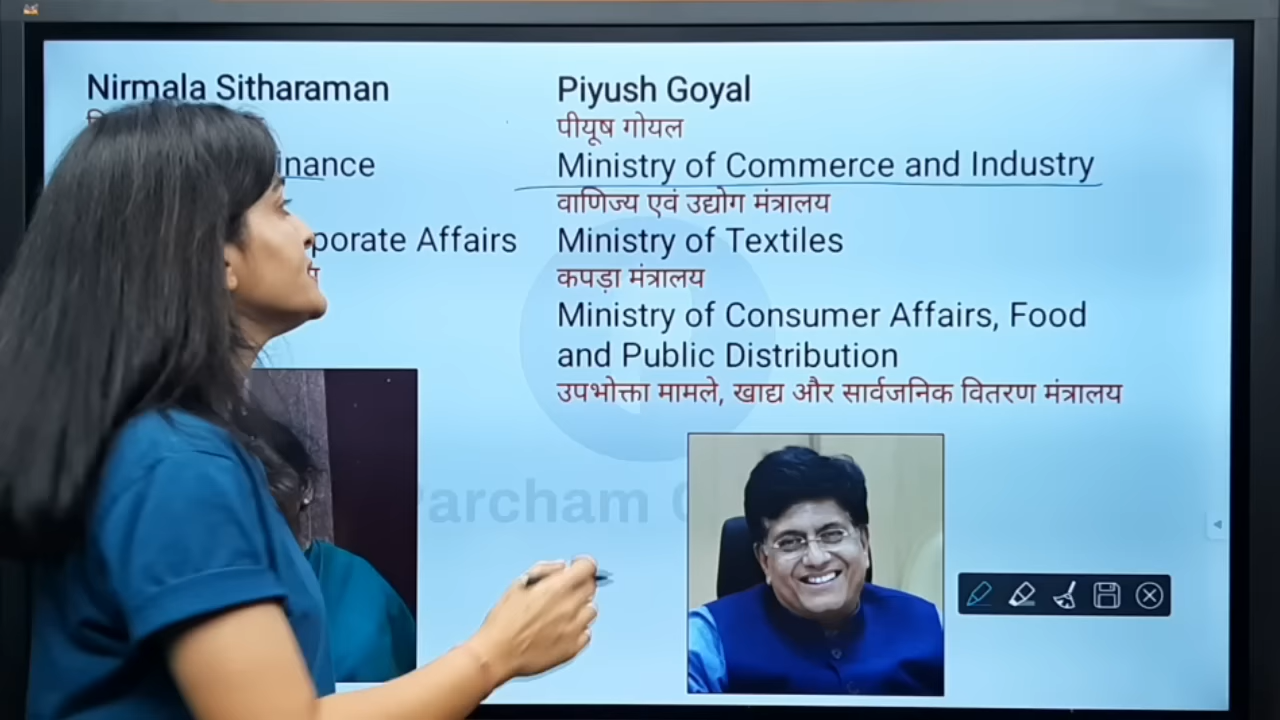 Nirmala Sitharaman
inance
porate Affairs
Piyush Goyal
पीयूष गोयल
Ministry of Commerce and Industry
वाणिज्य एवं उद्योग मंत्रालय
Ministry of Textiles
कपड़ा मंत्रालय
Ministry of Consumer Affairs, Food
and Public Distribution
उपभोक्ता मामले, खाद्य और सार्वजनिक वितरण मंत्रालय
archam